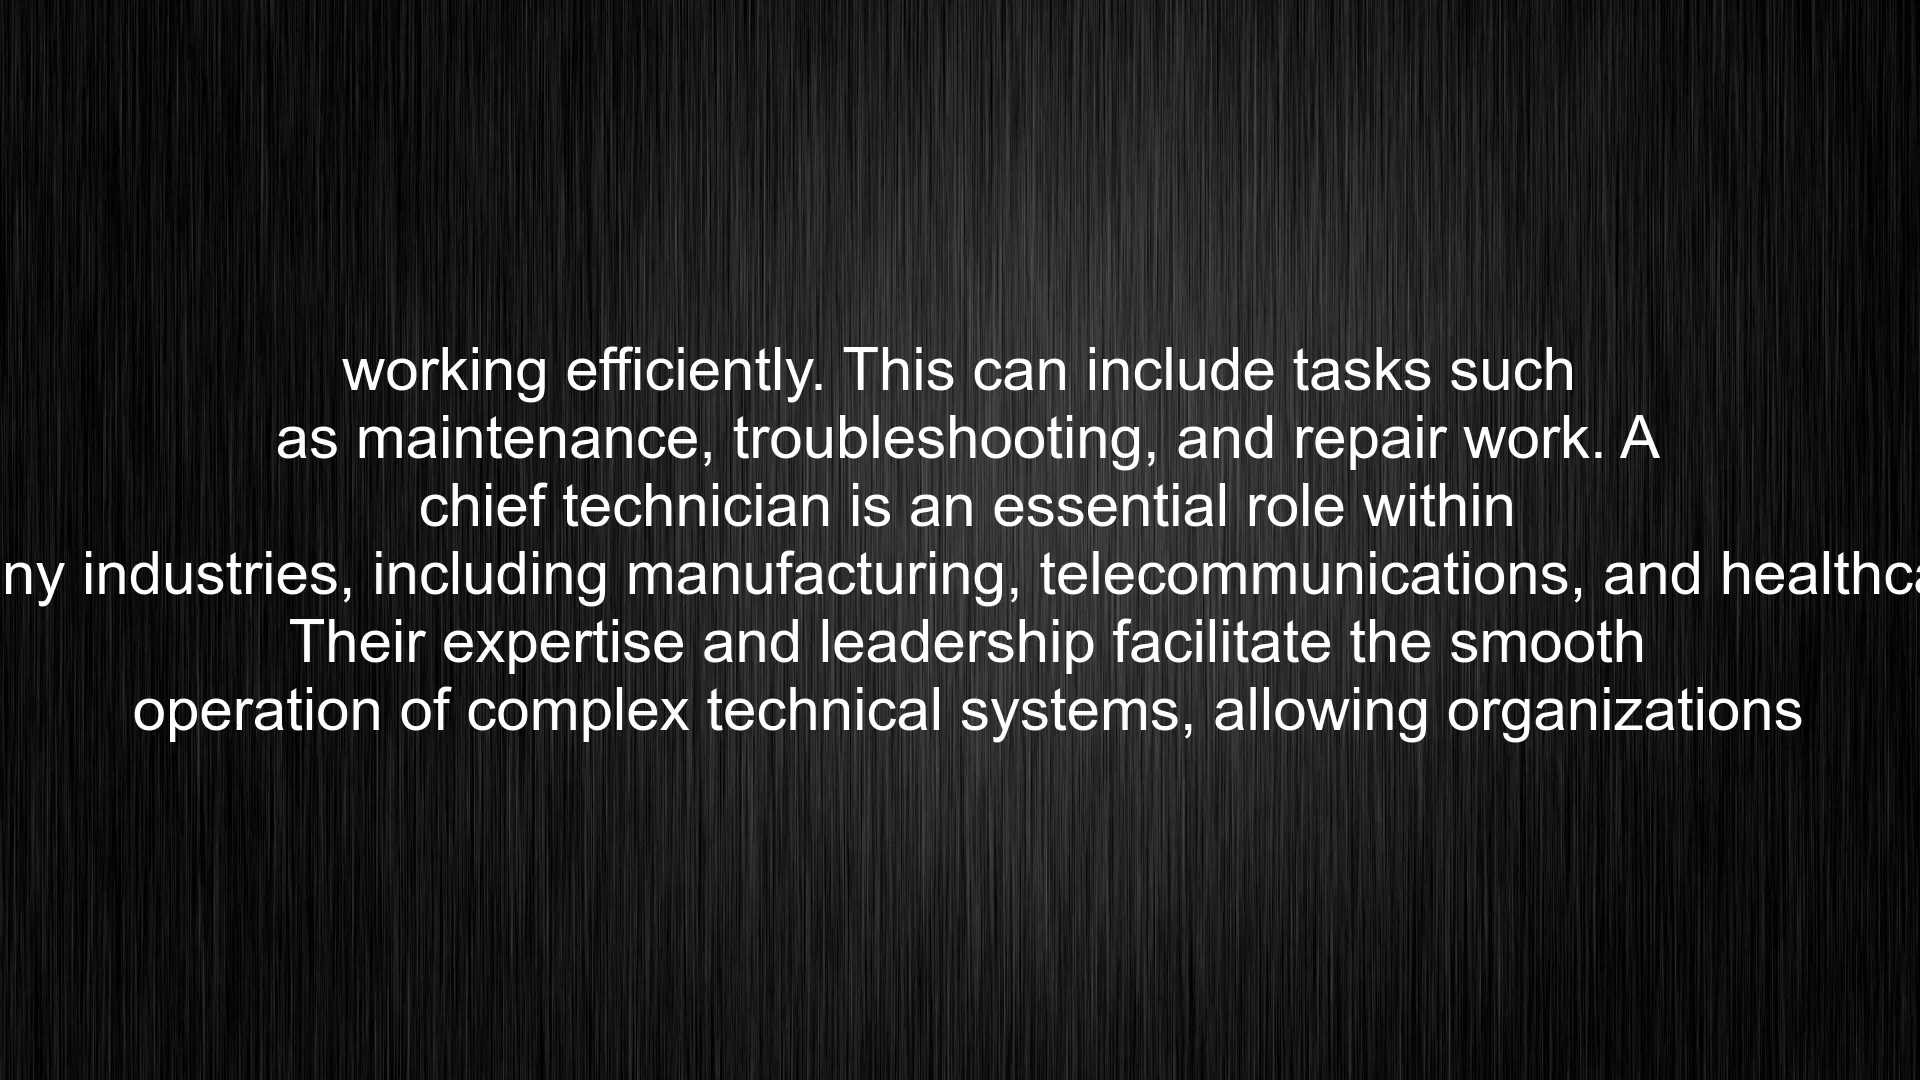 working efficiently. This can include tasks such
as maintenance, troubleshooting, and repair work. A
chief technician is an essential role within
ny industries, including manufacturing, telecommunications, and healthca
Their expertise and leadership facilitate the smooth
operation of complex technical systems, allowing organizations